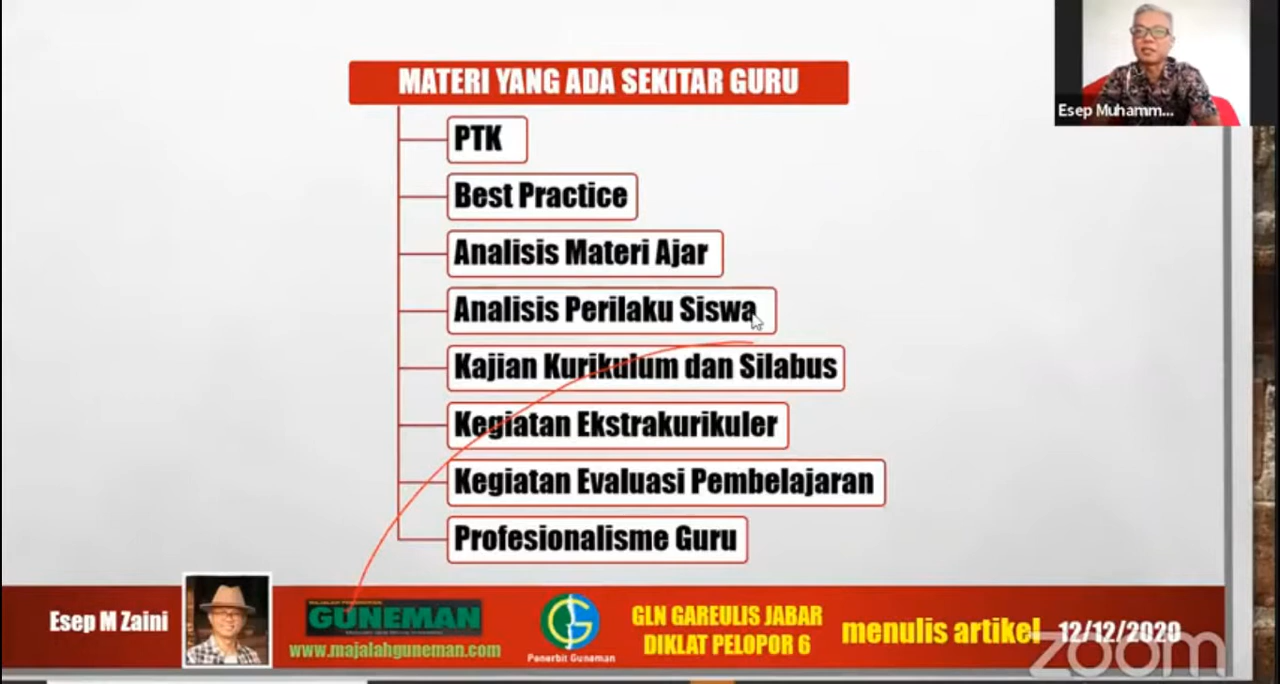 MATERI YANG ADA SEKITAR GURU
Esep Muhamm...
PTK
Best Practice
Analisis Materi Ajar
Analisis Perilaku Siswa
Kajian Kurikulum dan Silabus
Kegiatan Ekstrakurikuler
Kegiatan Evaluasi Pembelajaran
Profesionalisme Guru
Esep M Zaini
GUNEMAN
www.majalahguneman.com
Penerbit Guneman
GLN GAREULIS JABAR
DIKLAT PELOPOR 6
menulis artikel
12/12/2020
zoom